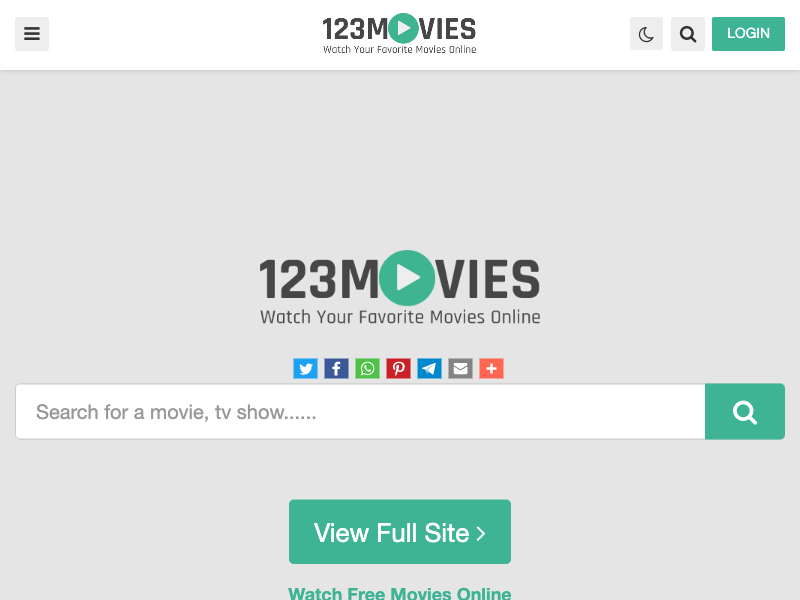 123MOVIES
Watch Your Favorite Movies Online
LOGIN
123MOVIES
Watch Your Favorite Movies Online
Search for a movie, tv show......
View Full Site
Watch Free Movies Online